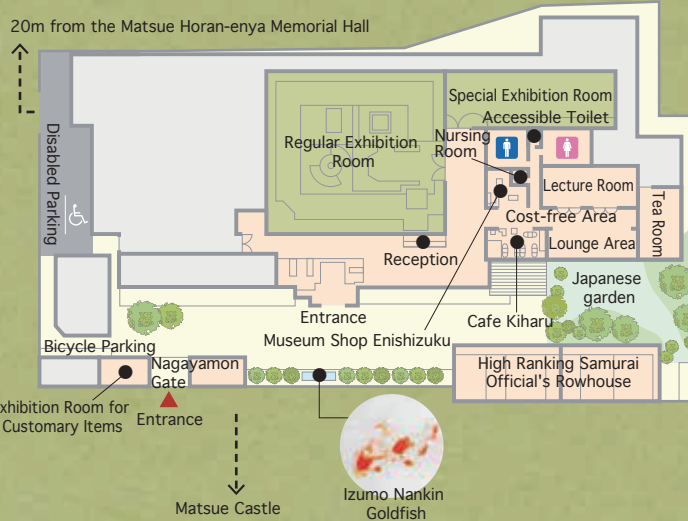 20m from the Matsue Horan-enya Memorial Hall
Disabled Parking
Special Exhibition Room
Accessible Toilet
Nursing
Room
Regular Exhibition
Room
Lecture Room
Cost-free Area
Lounge Area
Tea Room
Reception
Entrance
Museum Shop Enishizuku
Cafe Kiharu
Japanese
garden
Bicycle Parking
Nagayamon
Gate
High Ranking Samurai
Official's Rowhouse
xhibition Room for
Customary Items
Entrance
Matsue Castle
Izumo Nankin
Goldfish